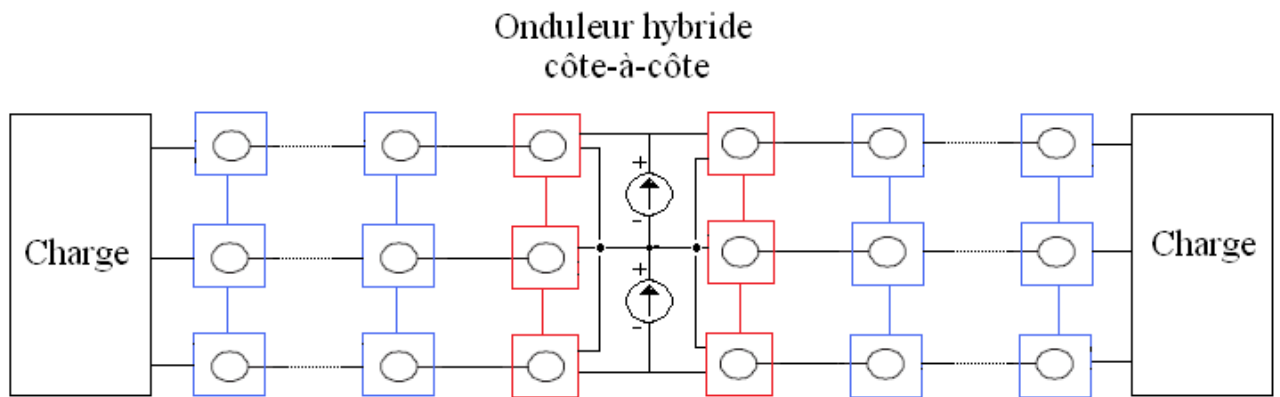 Onduleur hybride
côte-à-côte
Charge
Charge
+
-
+
-